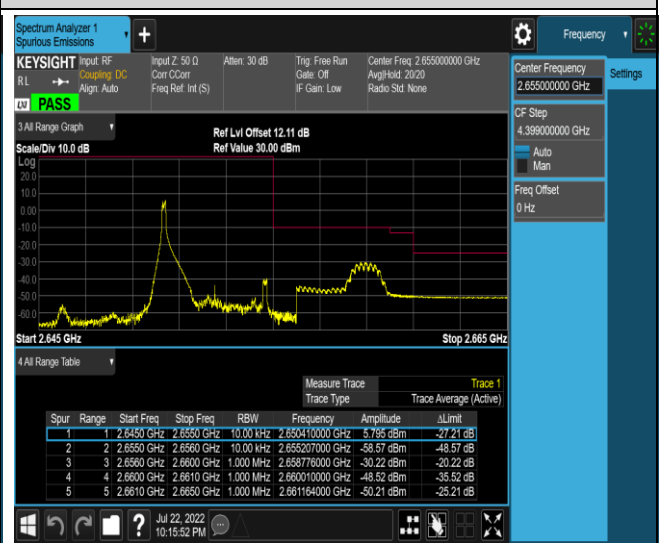 Spectrum Analyzer 1
Spurious Emissions
+
Frequency
KEYSIGHT Input: RF Input Z: 50 Ω Atten: 30 dB Trig: Free Run Center Freq: 2.655000000 GHz
RL Coupling: DC Corr CCorr Gate: Off Avg|Hold: 20/20
Align: Auto Freq Ref: Int (S) IF Gain: Low Radio Std: None
LXI PASS
Center Frequency
2.655000000 GHz
Settings
CF Step
4.399000000 GHz
Auto
Man
Freq Offset
0 Hz
3 All Range Graph
Ref Lvl Offset 12.11 dB
Scale/Div 10.0 dB Ref Value 30.00 dBm
Log
20.0
10.0
0.00
-10.0
-20.0
-30.0
-40.0
-50.0
-60.0
Start 2.645 GHz Stop 2.665 GHz
4 All Range Table
Measure Trace Trace 1
Trace Type Trace Average (Active)
Spur Range Start Freq Stop Freq RBW Frequency Amplitude ΔLimit
1 1 2.6450 GHz 2.6550 GHz 10.00 kHz 2.650410000 GHz 5.795 dBm -27.21 dB
2 2 2.6550 GHz 2.6560 GHz 10.00 kHz 2.655207000 GHz -58.57 dBm -48.57 dB
3 3 2.6560 GHz 2.6600 GHz 1.000 MHz 2.658776000 GHz -30.22 dBm -20.22 dB
4 4 2.6600 GHz 2.6610 GHz 1.000 MHz 2.660010000 GHz -48.52 dBm -35.52 dB
5 5 2.6610 GHz 2.6650 GHz 1.000 MHz 2.661164000 GHz -50.21 dBm -25.21 dB
?
Jul 22, 2022
10:15:52 PM